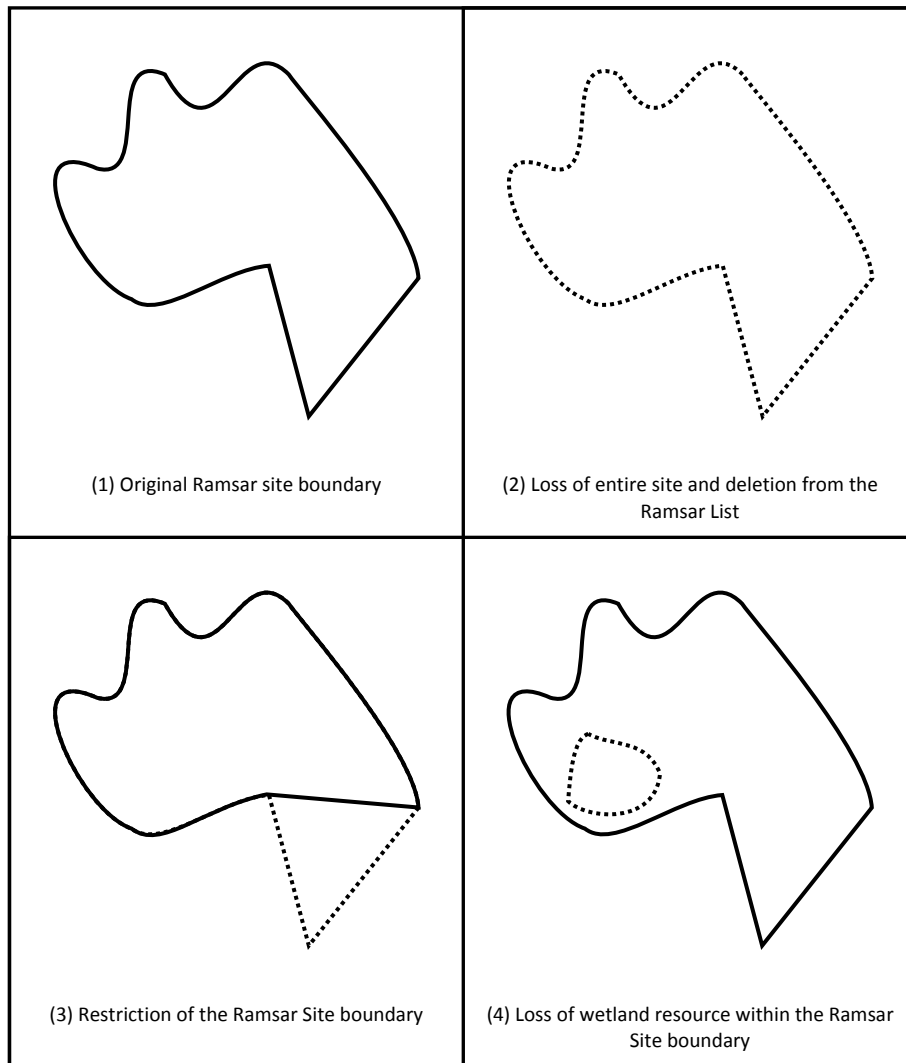 (1) Original Ramsar site boundary
(2) Loss of entire site and deletion from the
Ramsar List
(3) Restriction of the Ramsar Site boundary
(4) Loss of wetland resource within the Ramsar
Site boundary